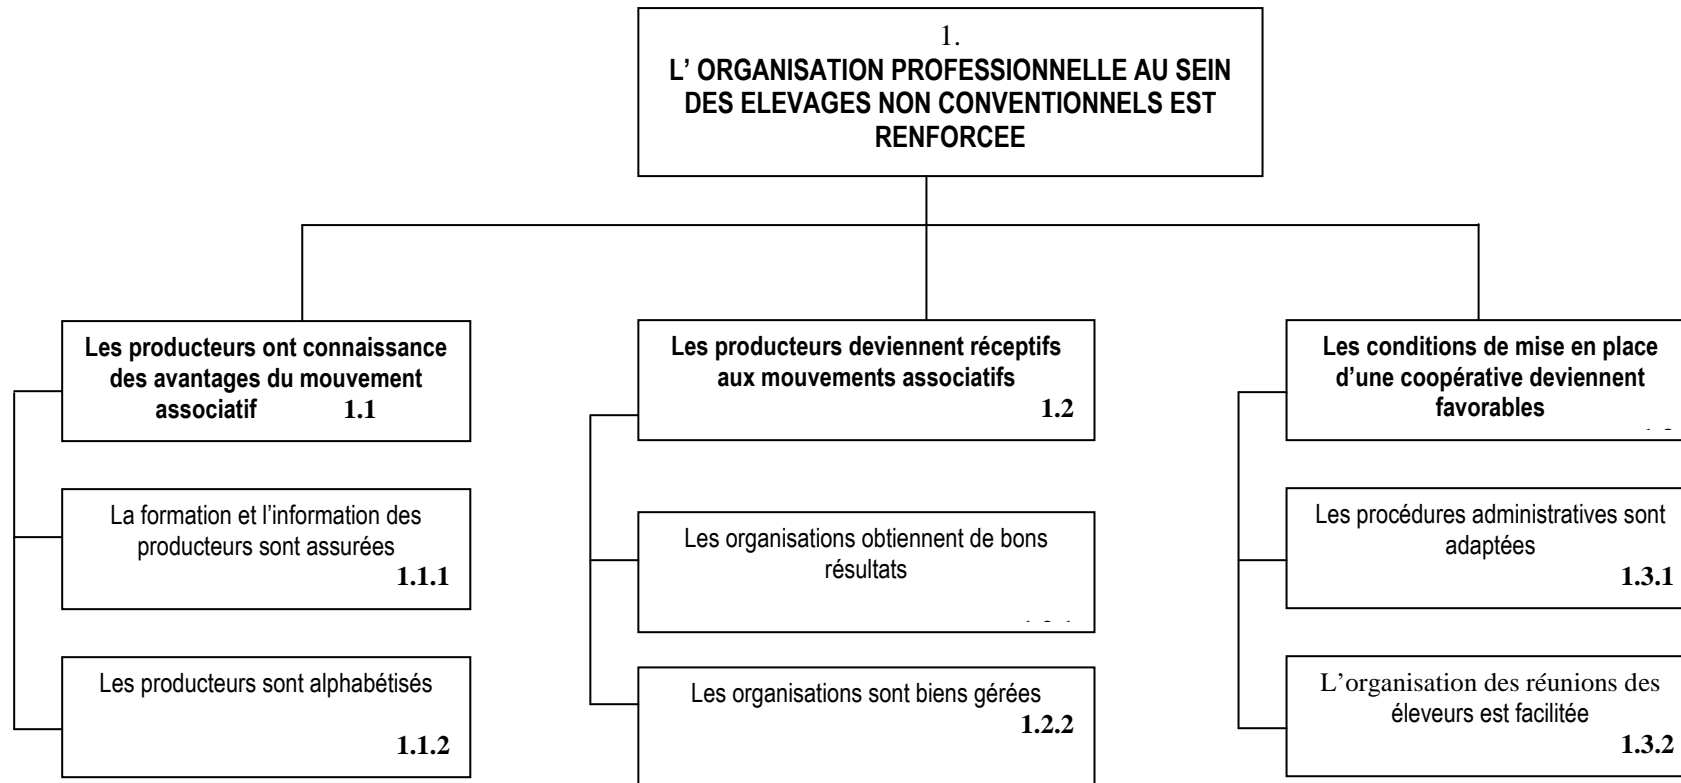 1.
L' ORGANISATION PROFESSIONNELLE AU SEIN
DES ELEVAGES NON CONVENTIONNELS EST
RENFORCEE
Les producteurs ont connaissance
des avantages du mouvement
associatif 1.1
Les producteurs deviennent réceptifs
aux mouvements associatifs
1.2
Les conditions de mise en place
d’une coopérative deviennent
favorables
La formation et l’information des
producteurs sont assurées
1.1.1
Les organisations obtiennent de bons
résultats
Les procédures administratives sont
adaptées
1.3.1
Les producteurs sont alphabétisés
1.1.2
Les organisations sont biens gérées
1.2.2
L’organisation des réunions des
éleveurs est facilitée
1.3.2